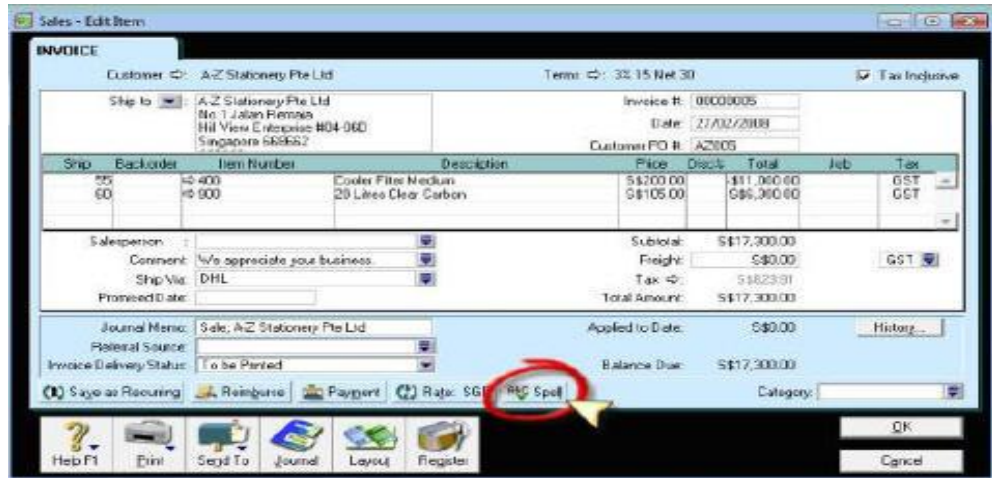 Sales - Edit Item
INVOICE
Customer ⇨: A-Z Stationery Pte Ltd Terms ⇨: 3% 15 Net 30 Tax Inclusive
Ship to : A-Z Stationery Pte Ltd Invoice #: 00000005
No 1 Jalan Remaja
Hill View Enterprise #04-06D Date: 27/02/2008
Singapore 668662 Customer PO #: AZ005
Ship Backorder Item Number Description Price Disc% Total Job Tax
55 ⇨ 400 Cooler Filter Medium S$200.00 S$11,000.00 GST
60 ⇨ 900 20 Litres Clear Carbon S$105.00 S$6,300.00 GST
Salesperson : Subtotal: S$17,300.00
Comment: We appreciate your business. Freight: S$0.00 GST
Ship Via: DHL Tax ⇨: S$823.81
Promised Date: Total Amount: S$17,300.00
Journal Memo: Sale; A-Z Stationery Pte Ltd Applied to Date: S$0.00 History...
Referral Source:
Invoice Delivery Status: To be Printed Balance Due: S$17,300.00
Save as Recurring Reimburse Payment Rate: SGD ABC Spell Category:
OK
Help F1 Print Send To Journal Layout Register
Cancel